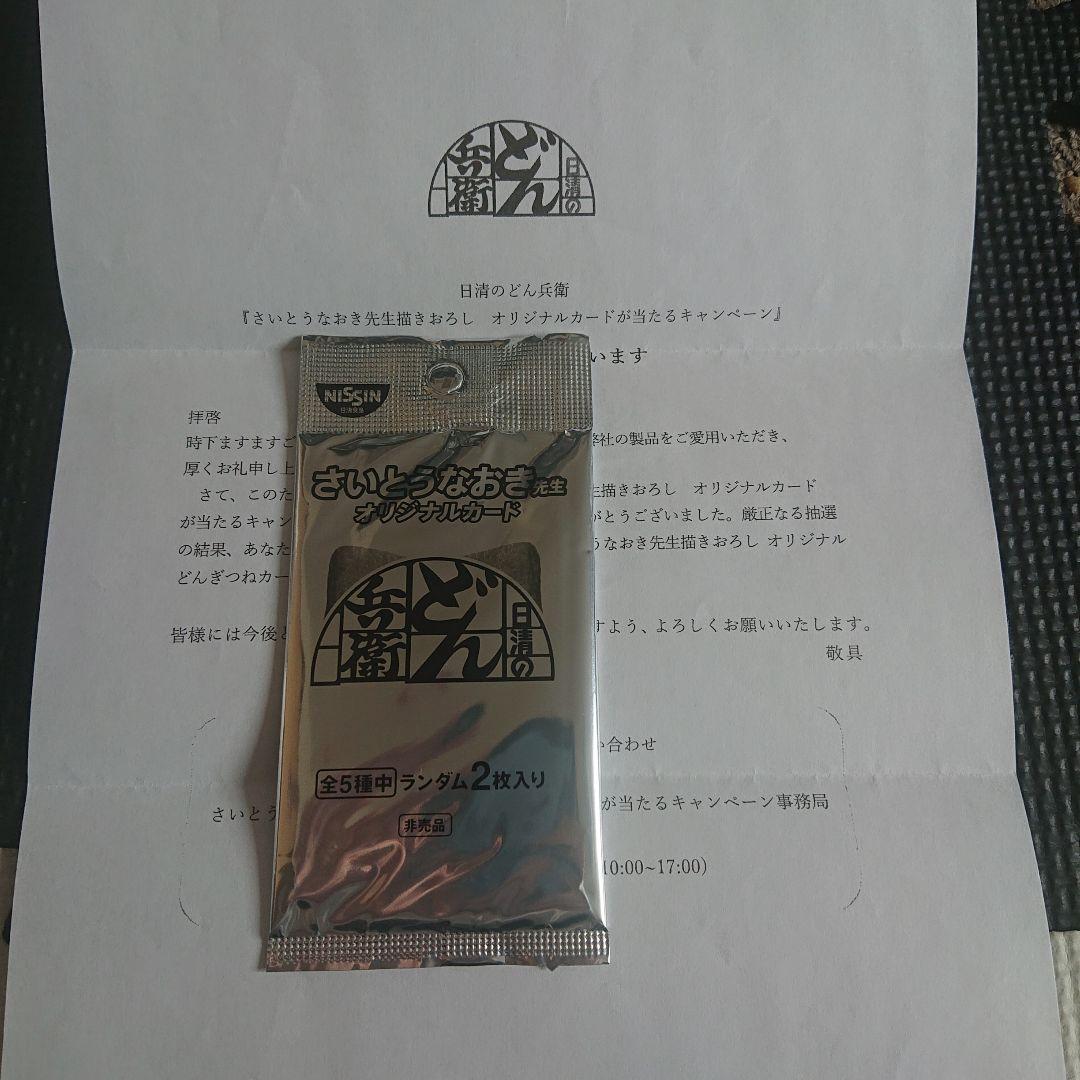 日清の
どん
兵衛
日清のどん兵衛
『さいとうなおき先生描きおろし　オリジナルカードが当たるキャンペーン』
います
拝啓
時下ますますご
社の製品をご愛用いただき、
厚くお礼申し上
さて、このた
生描きおろし　オリジナルカード
が当たるキャン
がとうございました。厳正なる抽選
の結果、あなた
うなおき先生描きおろし オリジナル
どんぎつねカー
皆様には今後と
すよう、よろしくお願いいたします。
敬具
い合わせ
さいとう
が当たるキャンペーン事務局
10:00~17:00）
NISSIN
日清食品
さいとうなおき先生
オリジナルカード
日清の
どん
兵衛
全5種中 ランダム2枚入り
非売品